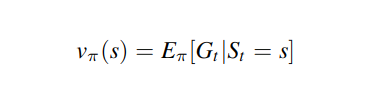 v_π(s) = E_π[G_t|S_t = s]